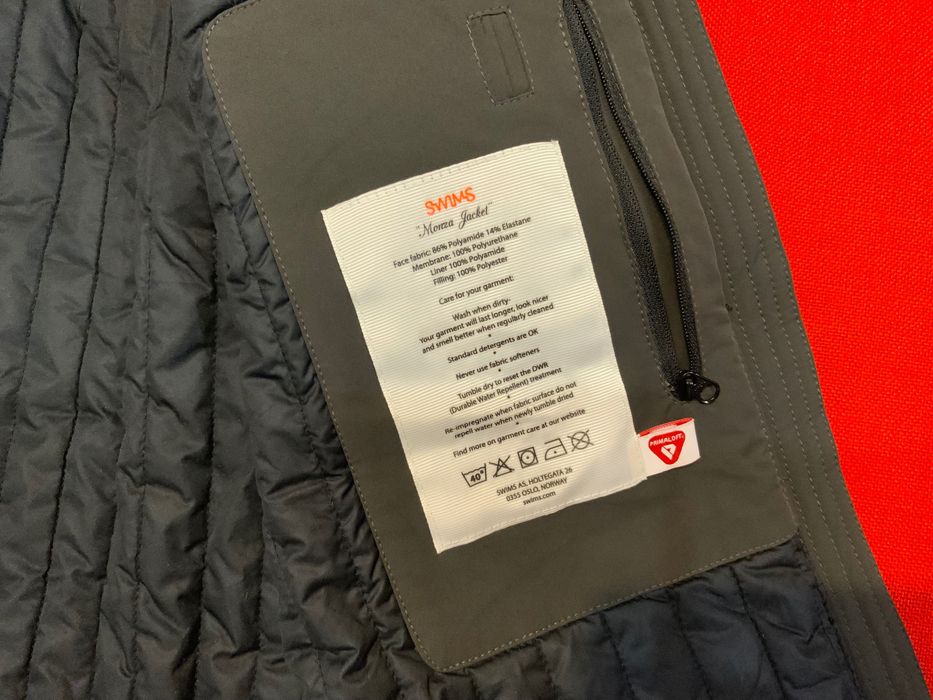 SWIMS
"Monza Jacket"
Face fabric: 86% Polyamide 14% Elastane
Membrane: 100% Polyurethane
Liner 100% Polyamide
Filling: 100% Polyester
Care for your garment:
Wash when dirty-
Your garment will last longer, look nicer
and smell better when regularly cleaned
•
Standard detergents are OK
•
Never use fabric softeners
•
Tumble dry to reset the DWR
(Durable Water Repellent) treatment
•
Re-impregnate when fabric surface do not
repell water when newly tumble dried
•
Find more on garment care at our website
40°
SWIMS AS, HOLTEGATA 26
0355 OSLO, NORWAY
swims.com
PRIMALOFT®